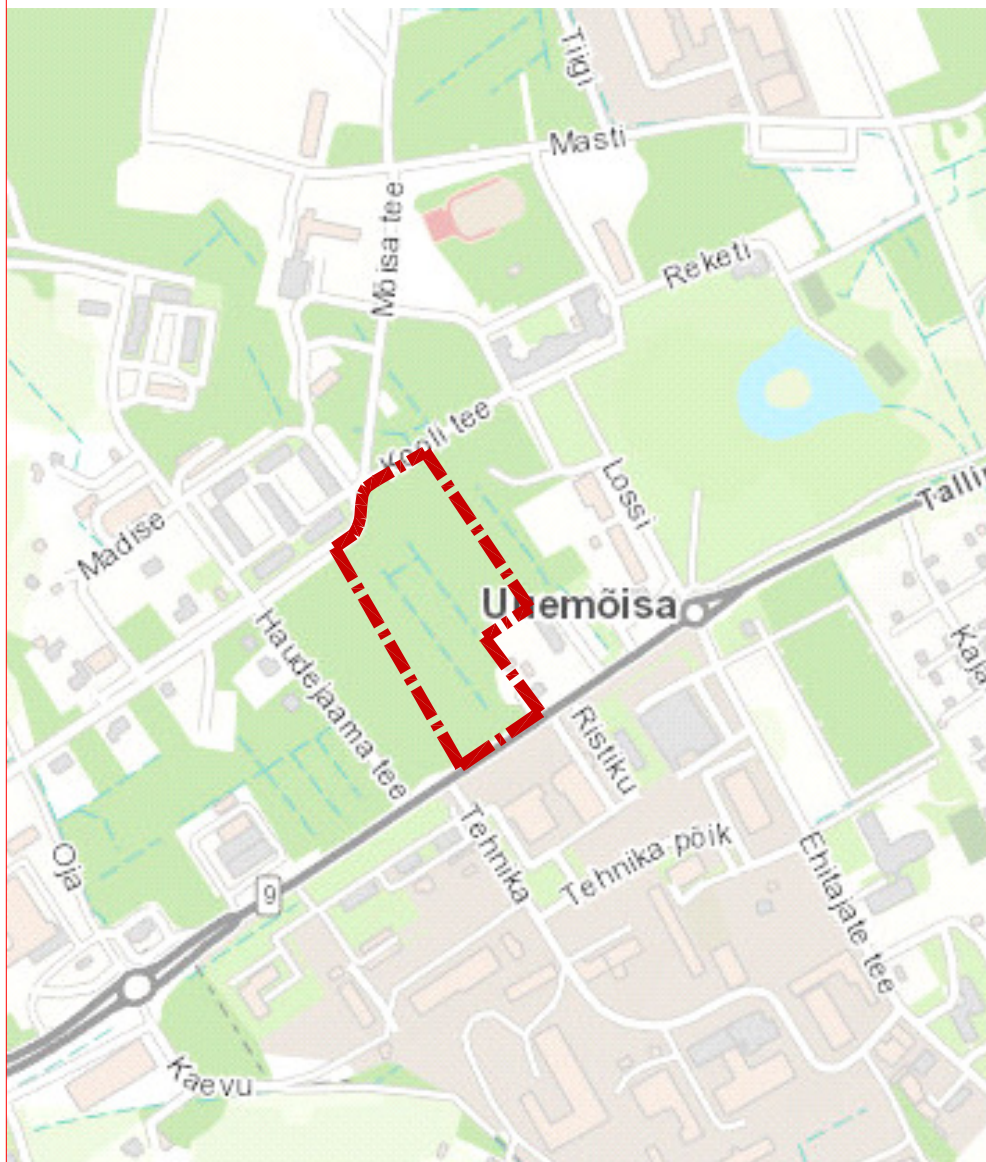 Tiigi
Masti
Mõisa tee
Reketi
Kooli tee
Lossi
Tallin
Madise
Uuemõisa
Haudejaama tee
Kaja
Ristiku
Oja
Tehnika
Tehnika põik
Ehitajate tee
9
Kaevu